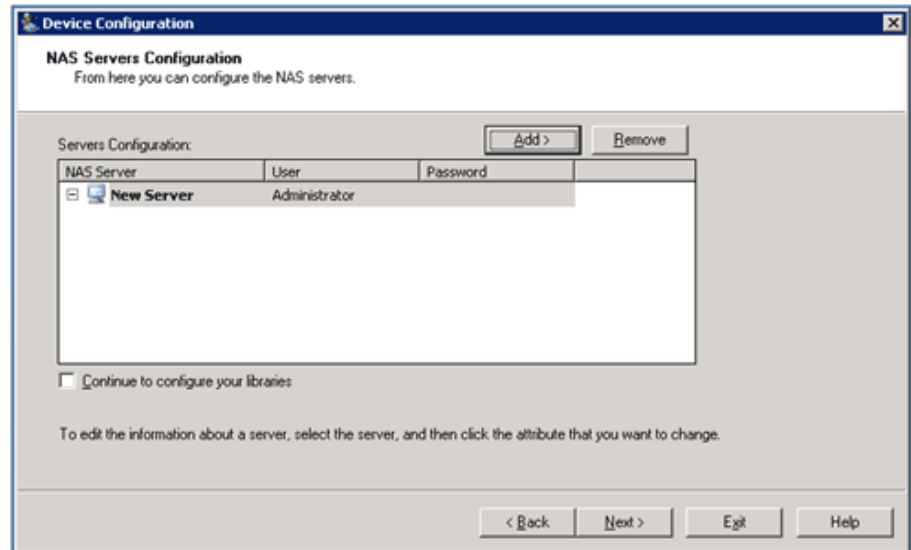 Device Configuration
NAS Servers Configuration
From here you can configure the NAS servers.
Servers Configuration:
Add >
Remove
NAS Server User Password
New Server Administrator
Continue to configure your libraries
To edit the information about a server, select the server, and then click the attribute that you want to change.
< Back Next > Exit Help